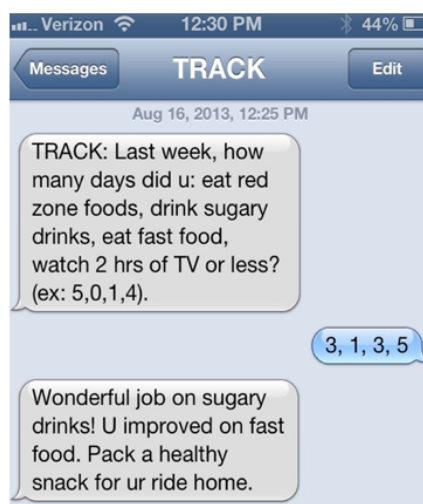 Verizon 12:30 PM 44%
Messages TRACK Edit
Aug 16, 2013, 12:25 PM
TRACK: Last week, how
many days did u: eat red
zone foods, drink sugary
drinks, eat fast food,
watch 2 hrs of TV or less?
(ex: 5,0,1,4).
3, 1, 3, 5
Wonderful job on sugary
drinks! U improved on fast
food. Pack a healthy
snack for ur ride home.